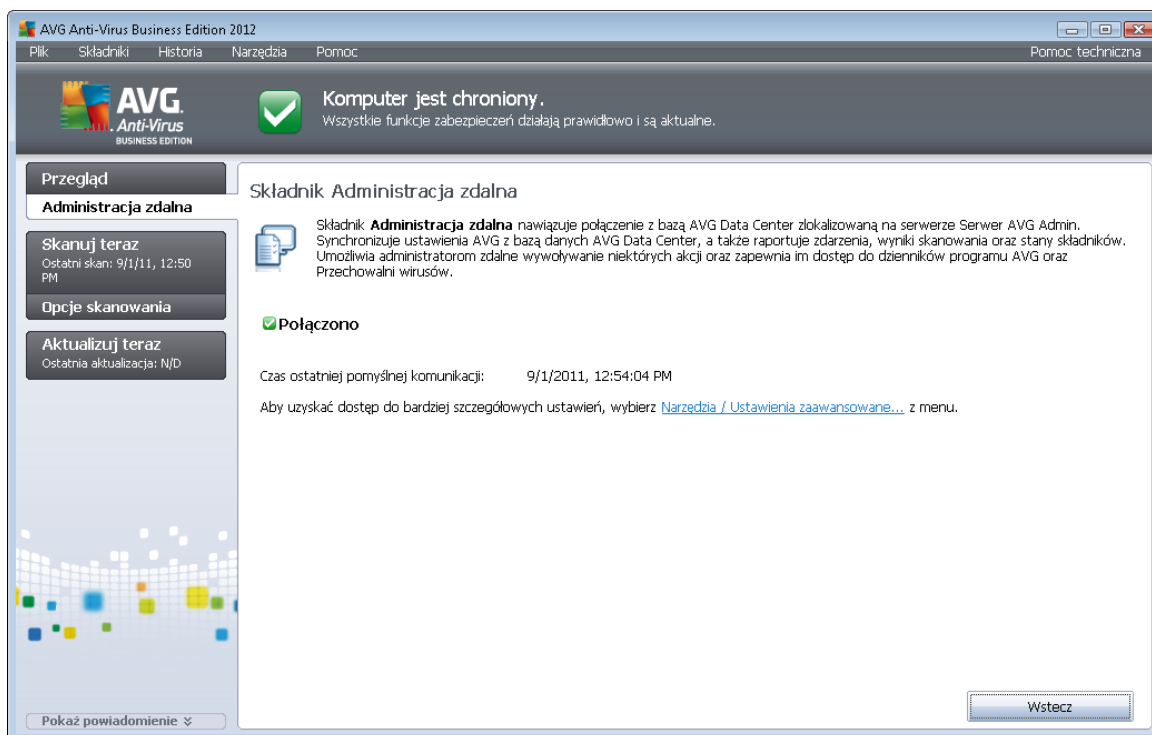 AVG Anti-Virus Business Edition 2012
Plik Składniki Historia Narzędzia Pomoc Pomoc techniczna
AVG.
Anti-Virus
BUSINESS EDITION
Komputer jest chroniony.
Wszystkie funkcje zabezpieczeń działają prawidłowo i są aktualne.
Przegląd
Administracja zdalna
Skanuj teraz
Ostatni skan: 9/1/11, 12:50
PM
Opcje skanowania
Aktualizuj teraz
Ostatnia aktualizacja: N/D
Pokaż powiadomienie
Składnik Administracja zdalna
Składnik Administracja zdalna nawiązuje połączenie z bazą AVG Data Center zlokalizowaną na serwerze Serwer AVG Admin.
Synchronizuje ustawienia AVG z bazą danych AVG Data Center, a także raportuje zdarzenia, wyniki skanowania oraz stany składników.
Umożliwia administratorom zdalne wywoływanie niektórych akcji oraz zapewnia im dostęp do dzienników programu AVG oraz
Przechowalni wirusów.
Połączono
Czas ostatniej pomyślnej komunikacji: 9/1/2011, 12:54:04 PM
Aby uzyskać dostęp do bardziej szczegółowych ustawień, wybierz Narzędzia / Ustawienia zaawansowane... z menu.
Wstecz